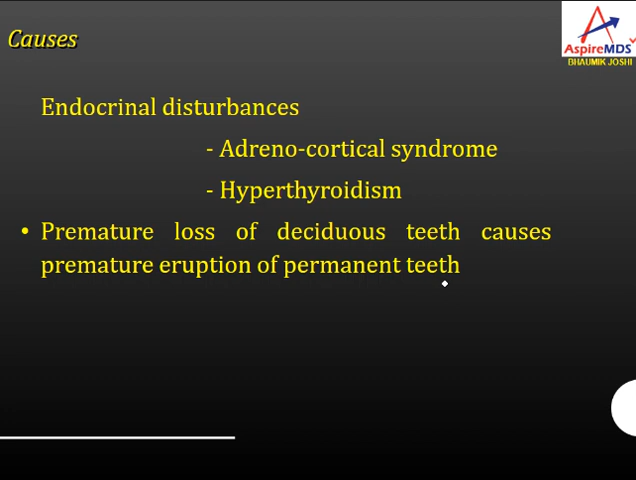 Causes
AspireMDS
BHAUMIK JOSHI
Endocrinal disturbances
- Adreno-cortical syndrome
- Hyperthyroidism
• Premature loss of deciduous teeth causes
premature eruption of permanent teeth